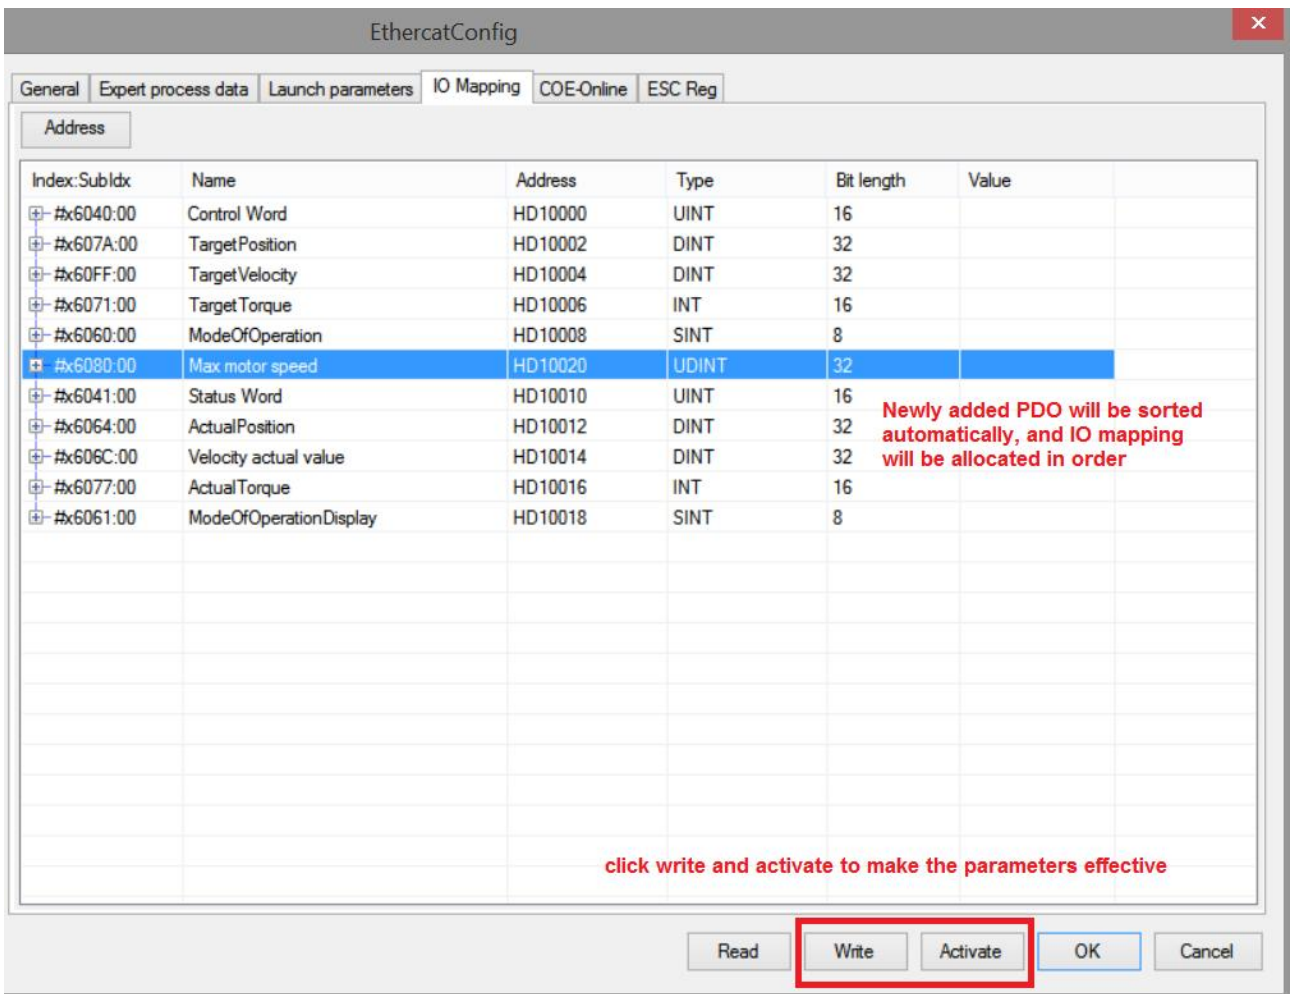 EthercatConfig
General Expert process data Launch parameters IO Mapping COE-Online ESC Reg
Address
Index:SubIdx Name Address Type Bit length Value
#x6040:00 Control Word HD10000 UINT 16
#x607A:00 TargetPosition HD10002 DINT 32
#x60FF:00 TargetVelocity HD10004 DINT 32
#x6071:00 TargetTorque HD10006 INT 16
#x6060:00 ModeOfOperation HD10008 SINT 8
#x6080:00 Max motor speed HD10020 UDINT 32
#x6041:00 Status Word HD10010 UINT 16
#x6064:00 ActualPosition HD10012 DINT 32
#x606C:00 Velocity actual value HD10014 DINT 32
#x6077:00 ActualTorque HD10016 INT 16
#x6061:00 ModeOfOperationDisplay HD10018 SINT 8
Newly added PDO will be sorted
automatically, and IO mapping
will be allocated in order
click write and activate to make the parameters effective
Read Write Activate OK Cancel